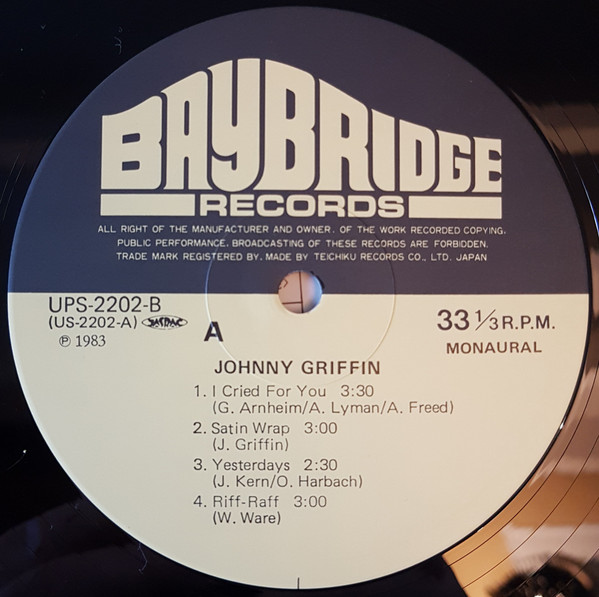 BAYBRIDGE
RECORDS
ALL RIGHT OF THE MANUFACTURER AND OWNER. OF THE WORK RECORDED COPYING,
PUBLIC PERFORMANCE, BROADCASTING OF THESE RECORDS ARE FORBIDDEN.
TRADE MARK REGISTERED BY. MADE BY TEICHIKU RECORDS CO., LTD. JAPAN
UPS-2202-B
(US-2202-A) JASRAC
℗ 1983
A
33 1/3 R.P.M.
MONAURAL
JOHNNY GRIFFIN
1. I Cried For You 3:30
(G. Arnheim/A. Lyman/A. Freed)
2. Satin Wrap 3:00
(J. Griffin)
3. Yesterdays 2:30
(J. Kern/O. Harbach)
4. Riff-Raff 3:00
(W. Ware)